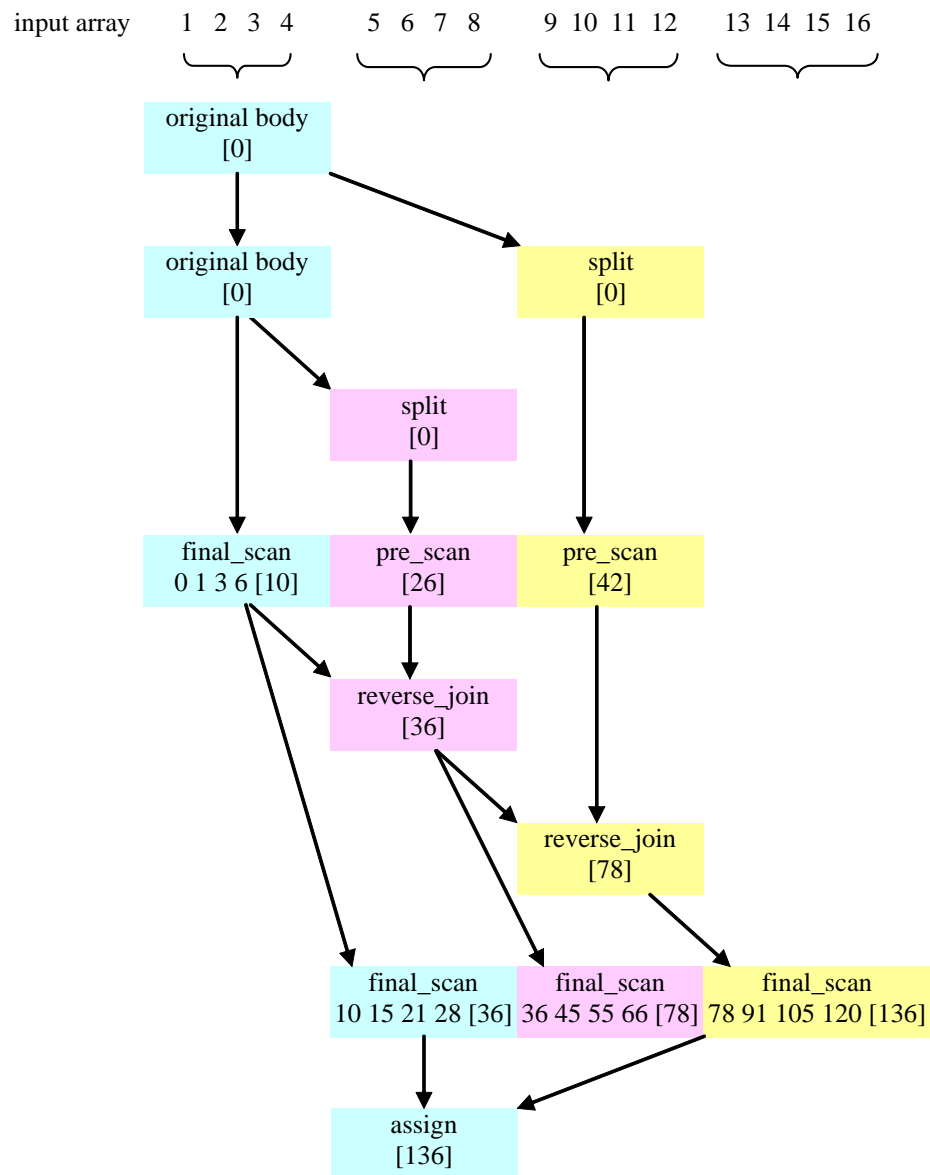 input array 1 2 3 4 5 6 7 8 9 10 11 12 13 14 15 16
original body
[0]
original body
[0]
split
[0]
split
[0]
final_scan
0 1 3 6 [10]
pre_scan
[26]
pre_scan
[42]
reverse_join
[36]
reverse_join
[78]
final_scan
10 15 21 28 [36]
final_scan
36 45 55 66 [78]
final_scan
78 91 105 120 [136]
assign
[136]